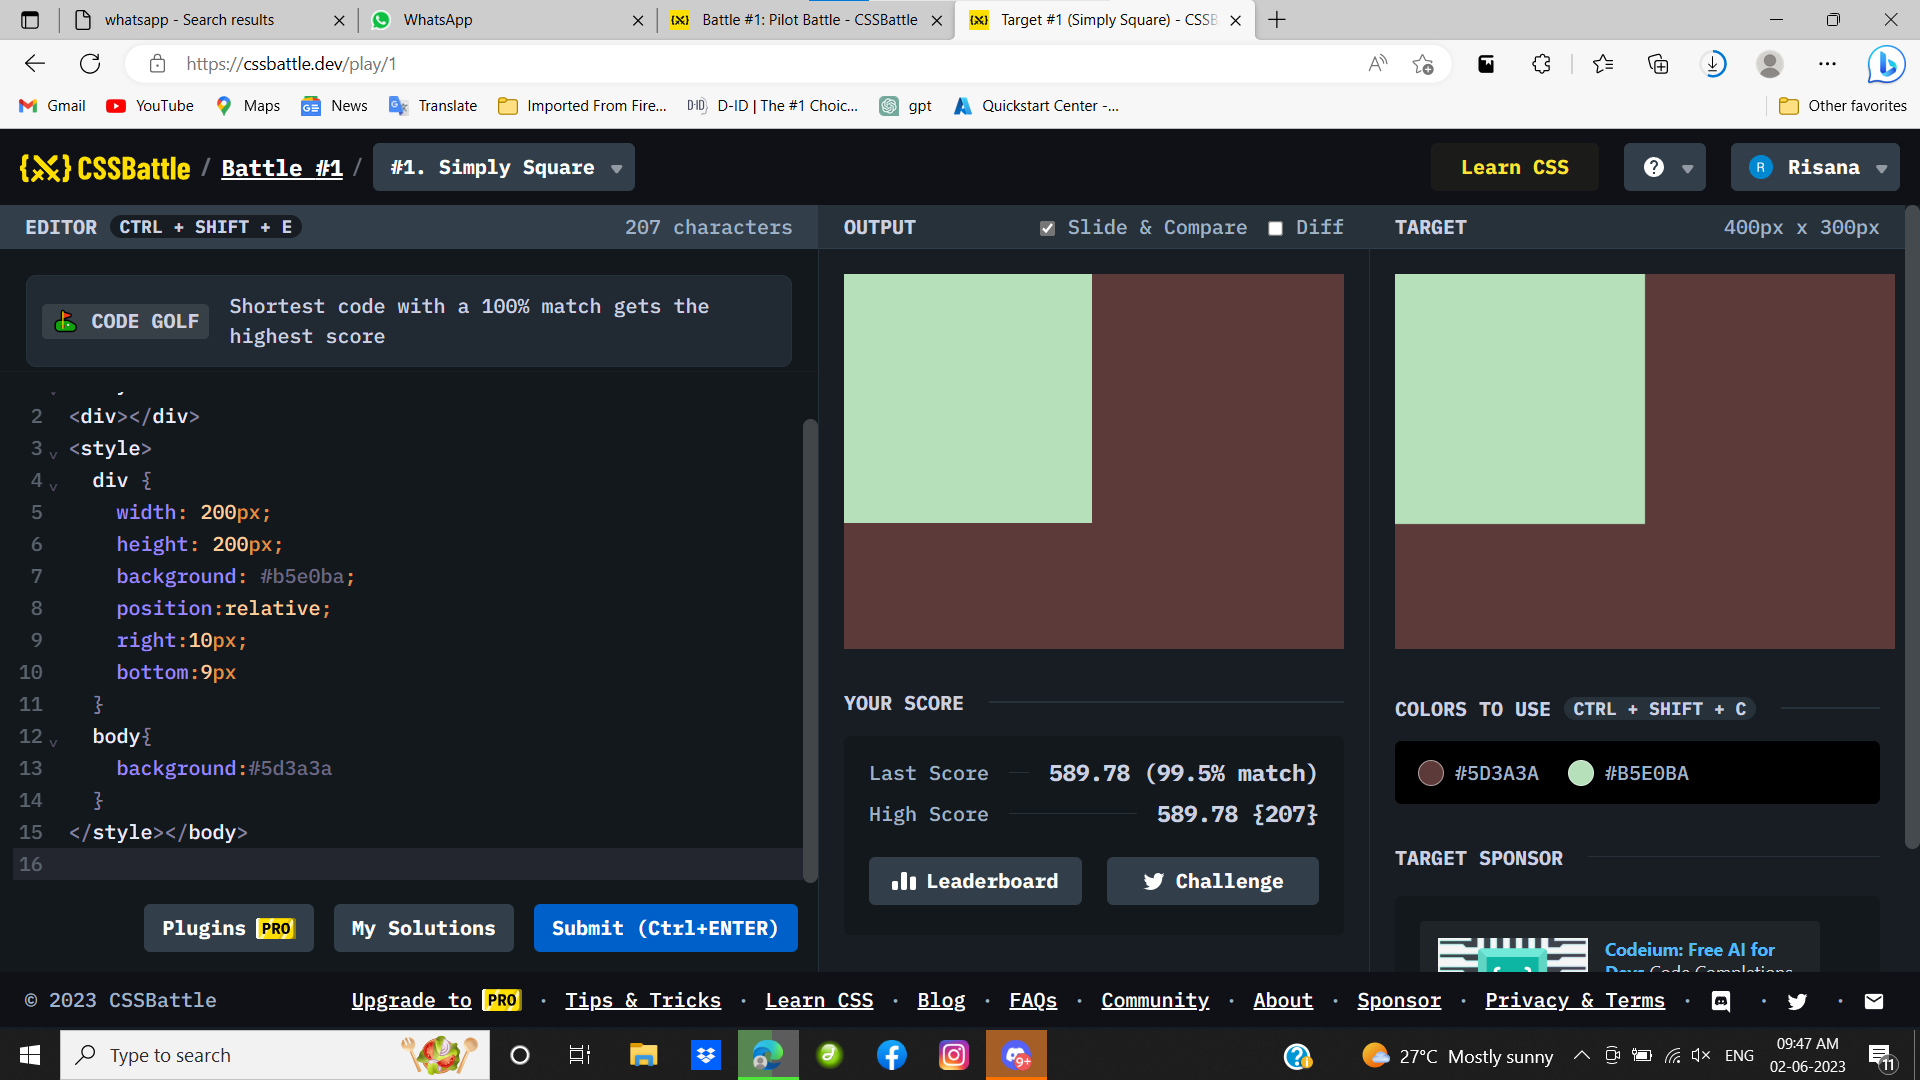 whatsapp - Search results
WhatsApp
Battle #1: Pilot Battle - CSSBattle
Target #1 (Simply Square) - CSSB
https://cssbattle.dev/play/1
Gmail
YouTube
Maps
News
Translate
Imported From Fire...
D-ID | The #1 Choic...
gpt
Quickstart Center -...
Other favorites
CSSBattle / Battle #1 / #1. Simply Square
Learn CSS
?
R Risana
EDITOR CTRL + SHIFT + E 207 characters
OUTPUT Slide & Compare Diff
TARGET 400px x 300px
CODE GOLF
Shortest code with a 100% match gets the
highest score
2 <div></div>
3 <style>
4 div {
5 width: 200px;
6 height: 200px;
7 background: #b5e0ba;
8 position:relative;
9 right:10px;
10 bottom:9px
11 }
12 body{
13 background:#5d3a3a
14 }
15 </style></body>
16
Plugins PRO
My Solutions
Submit (Ctrl+ENTER)
YOUR SCORE
Last Score 589.78 (99.5% match)
High Score 589.78 {207}
Leaderboard
Challenge
COLORS TO USE CTRL + SHIFT + C
#5D3A3A #B5E0BA
TARGET SPONSOR
Codeium: Free AI for
Devs Code Completions
© 2023 CSSBattle
Upgrade to PRO · Tips & Tricks · Learn CSS · Blog · FAQs · Community · About · Sponsor · Privacy & Terms
Type to search
9+
27°C Mostly sunny
ENG
09:47 AM
02-06-2023
11